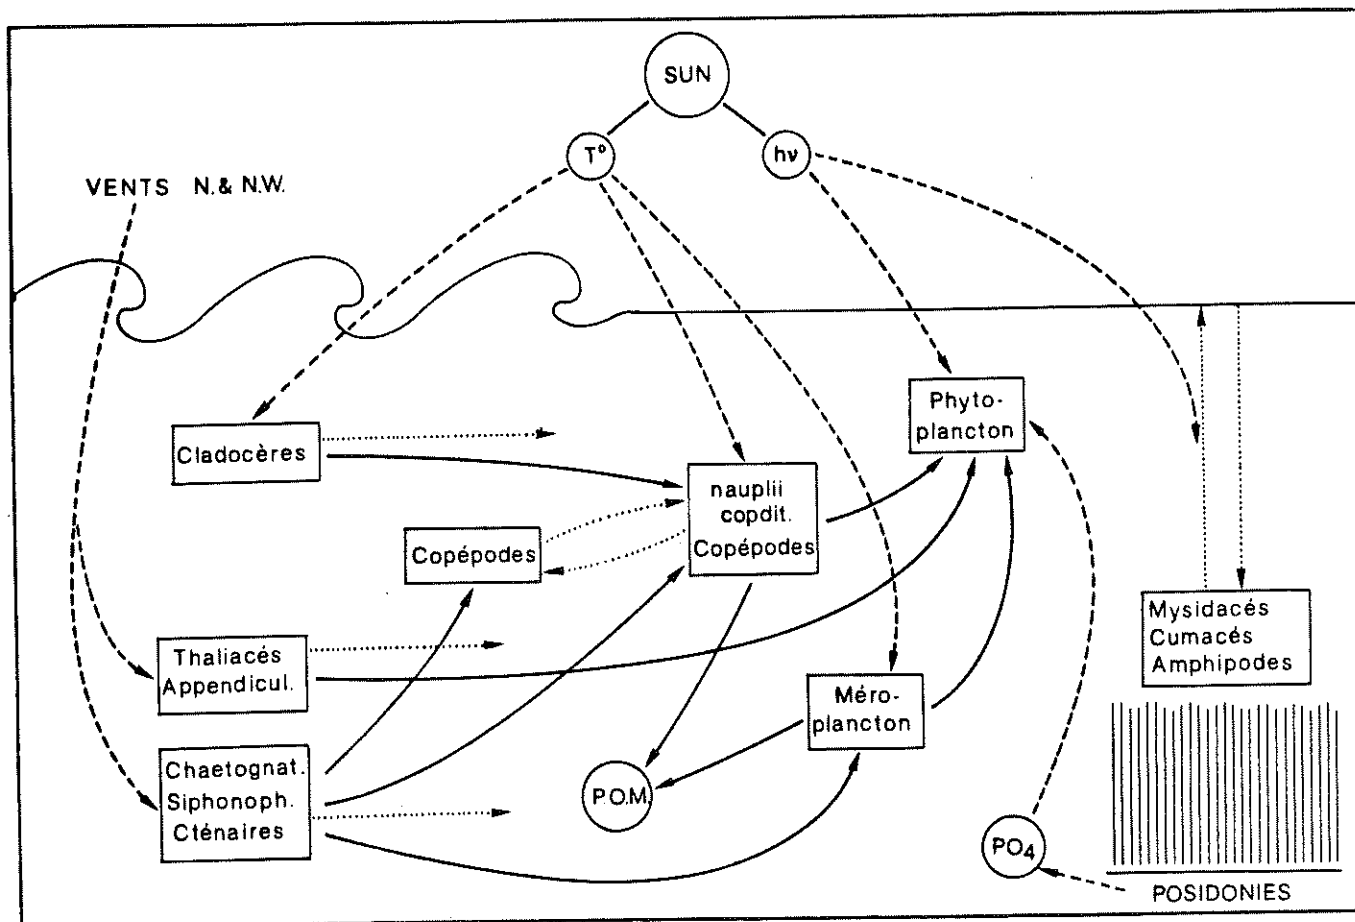 SUN
T°
hν
VENTS N. & N.W.
Phyto-
plancton
Cladocères
nauplii
copdit.
Copépodes
Copépodes
Mysidacés
Cumacés
Amphipodes
Thaliacés
Appendicul.
Méro-
plancton
Chaetognat.
Siphonoph.
Cténaires
P.O.M.
PO4
POSIDONIES